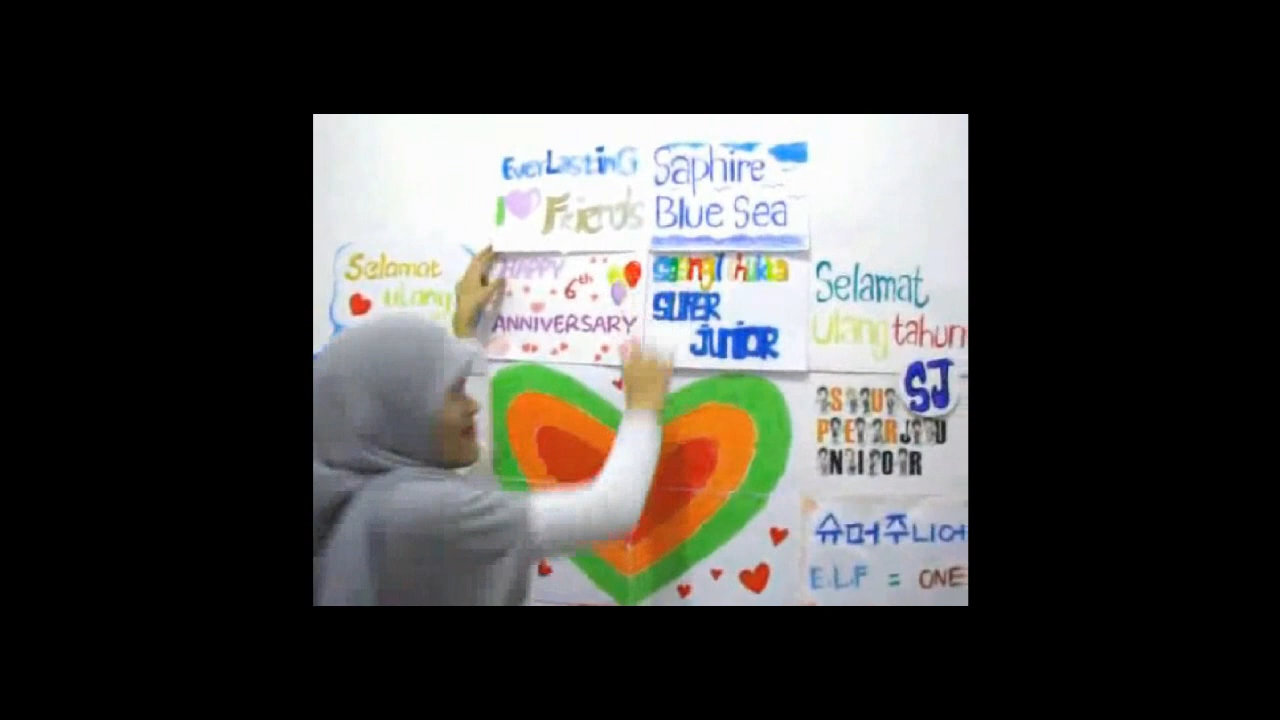 EverLastinG
I Friends
Saphire
Blue Sea
Selamat
ulang
HAPPY
6th
ANNIVERSARY
SUPER
JUNIOR
Selamat
ulang tahun
SJ
슈퍼주니어
E.L.F = ONE